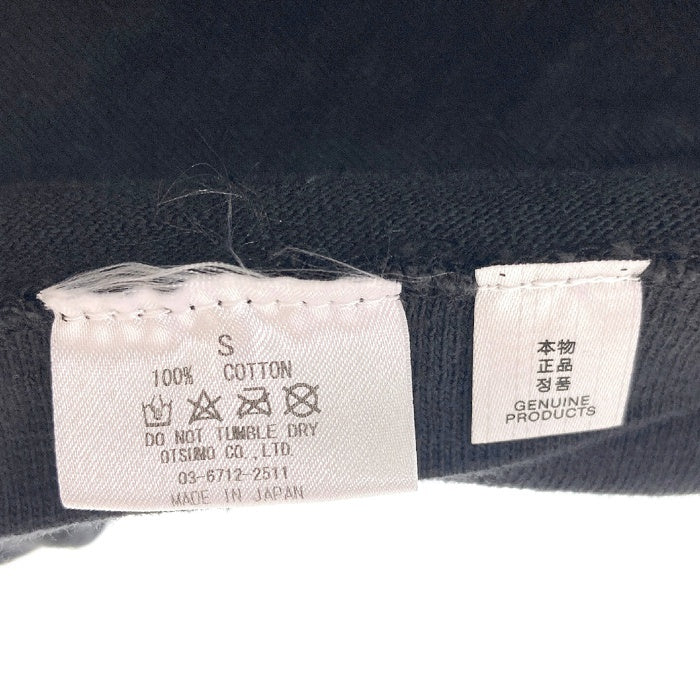 S
100% COTTON
DO NOT TUMBLE DRY
OTSUMO CO.,LTD.
03-6712-2511
MADE IN JAPAN
本物
正品
정품
GENUINE
PRODUCTS